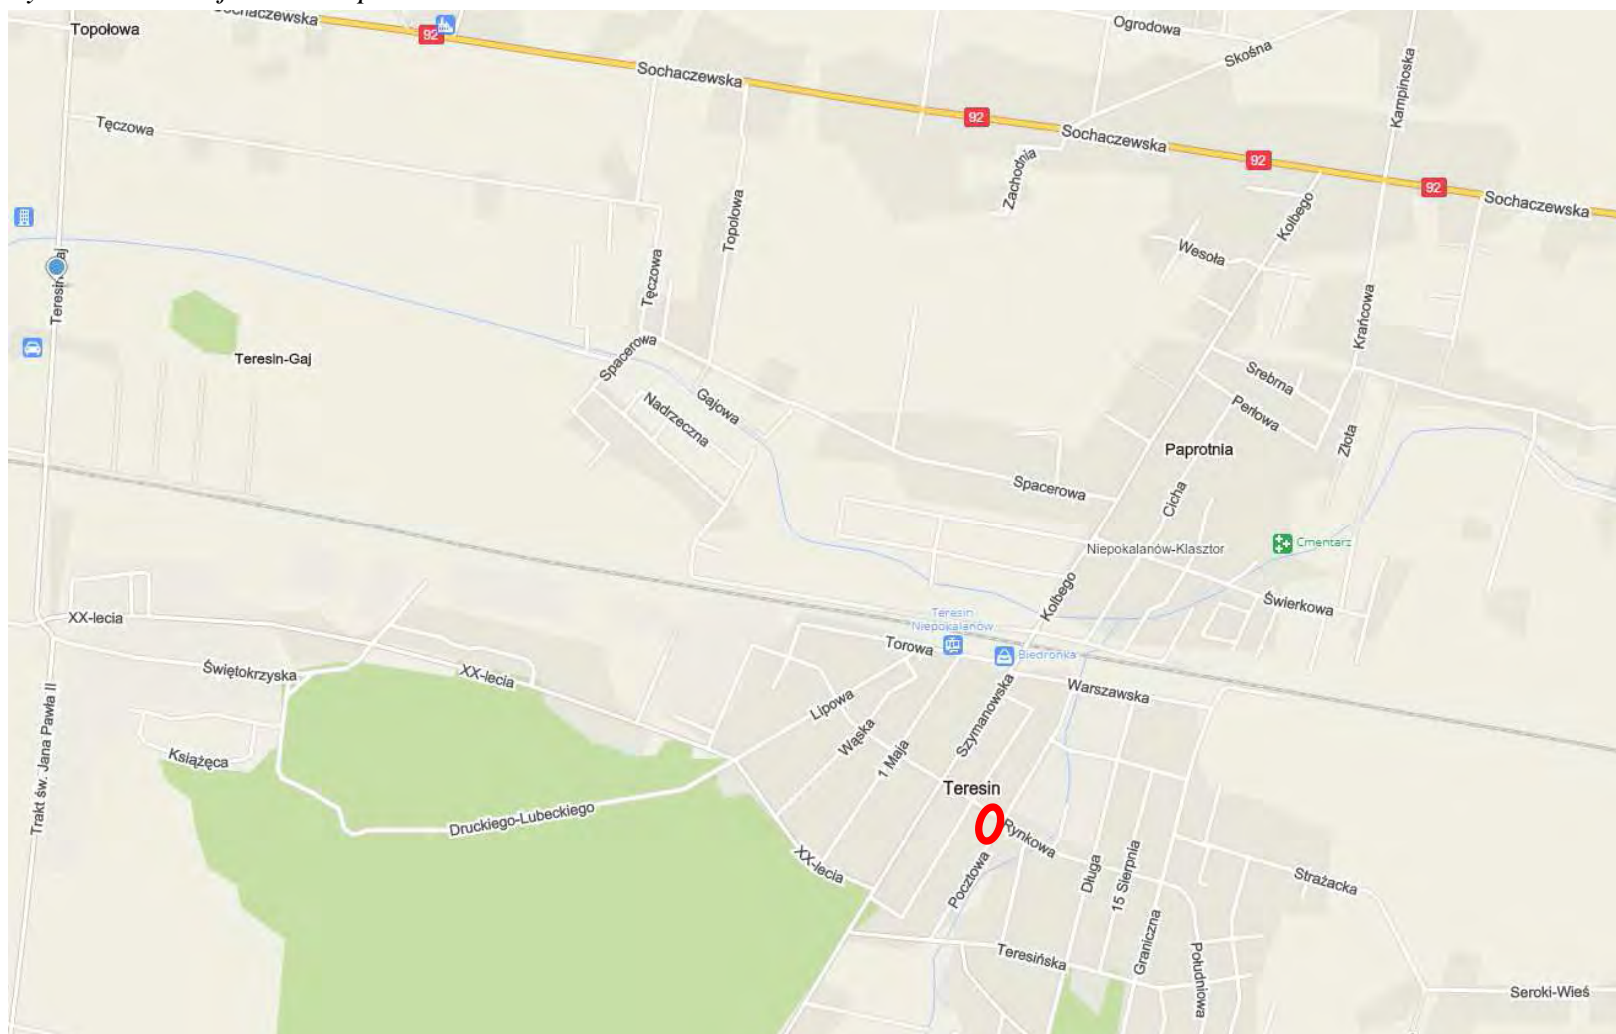 Sochaczewska
Topołowa
92
Ogrodowa
Skośna
Sochaczewska
Kampinoska
92
Tęczowa
Sochaczewska
92
Zachodnia
92
Sochaczewska
Topolowa
Kolbego
Wesoła
Teresin-Gaj
Tęczowa
Krańcowa
Spacerowa
Teresin-Gaj
Srebrna
Gajowa
Nadrzeczna
Perłowa
Złota
Paprotnia
Spacerowa
Cicha
Cmentarz
Niepokalanów-Klasztor
Kolbego
Świerkowa
XX-lecia
Teresin
Niepokalanów
Torowa
Biedronka
Świętokrzyska
XX-lecia
Warszawska
Lipowa
Szymanowska
Wąska
1 Maja
Trakt św. Jana Pawła II
Książęca
Teresin
Druckiego-Lubeckiego
Rynkowa
XX-lecia
Pocztowa
Długa
15 Sierpnia
Strażacka
Graniczna
Teresińska
Południowa
Seroki-Wieś